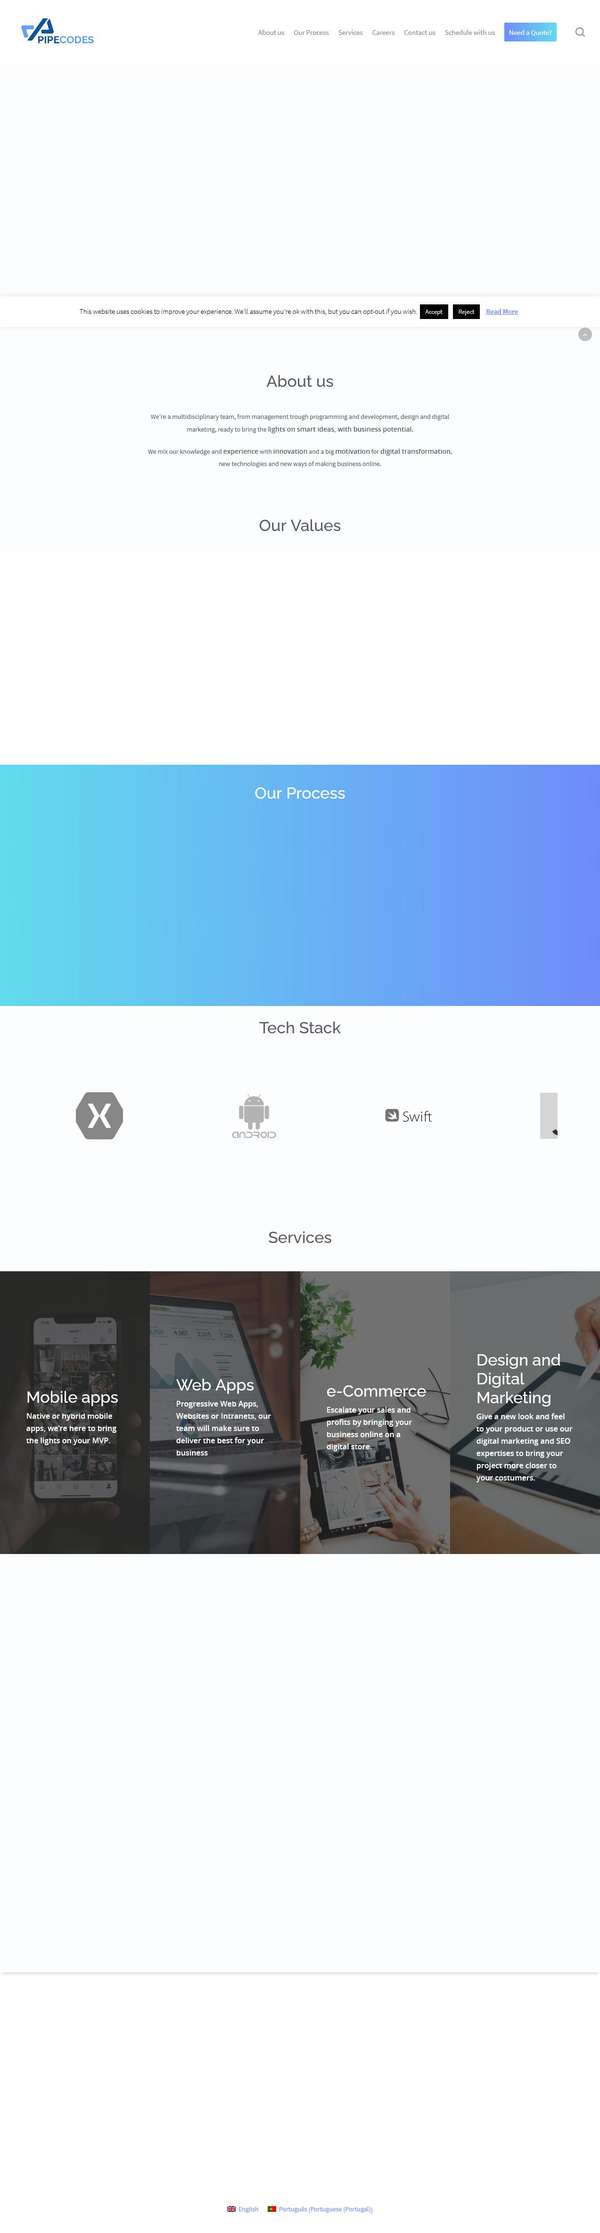 PIPECODES
About us Our Process Services Careers Contact us Schedule with us Need a Quote?
This website uses cookies to improve your experience. We'll assume you're ok with this, but you can opt-out if you wish. Accept Reject Read More
About us
We're a multidisciplinary team, from management trough programming and development, design and digital
marketing, ready to bring the lights on smart ideas, with business potential.
We mix our knowledge and experience with innovation and a big motivation for digital transformation,
new technologies and new ways of making business online.
Our Values
Our Process
Tech Stack
X
ANDROID
Swift
Services
Mobile apps
Native or hybrid mobile
apps, we're here to bring
the lights on your MVP.
Web Apps
Progressive Web Apps,
Websites or Intranets, our
team will make sure to
deliver the best for your
business
e-Commerce
Escalate your sales and
profits by bringing your
business online on a
digital store.
Design and
Digital
Marketing
Give a new look and feel
to your product or use our
digital marketing and SEO
expertises to bring your
project more closer to
your costumers.
English Português (Portuguese (Portugal))